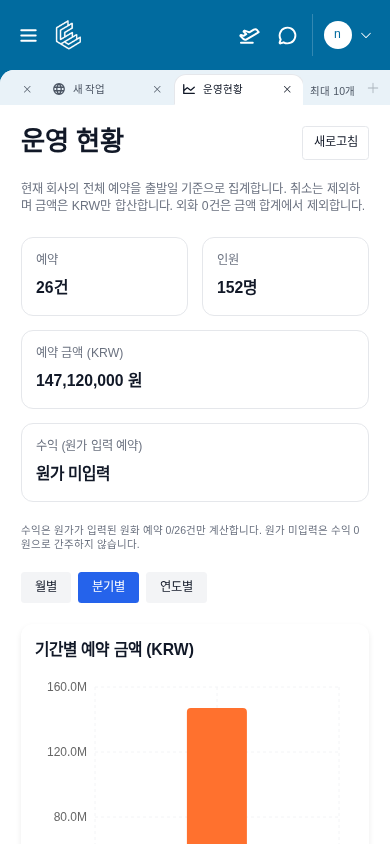 n
새 작업
운영현황
최대 10개
운영 현황
새로고침
현재 회사의 전체 예약을 출발일 기준으로 집계합니다. 취소는 제외하
며 금액은 KRW만 합산합니다. 외화 0건은 금액 합계에서 제외합니다.
예약
26건
인원
152명
예약 금액 (KRW)
147,120,000 원
수익 (원가 입력 예약)
원가 미입력
수익은 원가가 입력된 원화 예약 0/26건만 계산합니다. 원가 미입력은 수익 0
원으로 간주하지 않습니다.
월별
분기별
연도별
기간별 예약 금액 (KRW)
160.0M
120.0M
80.0M